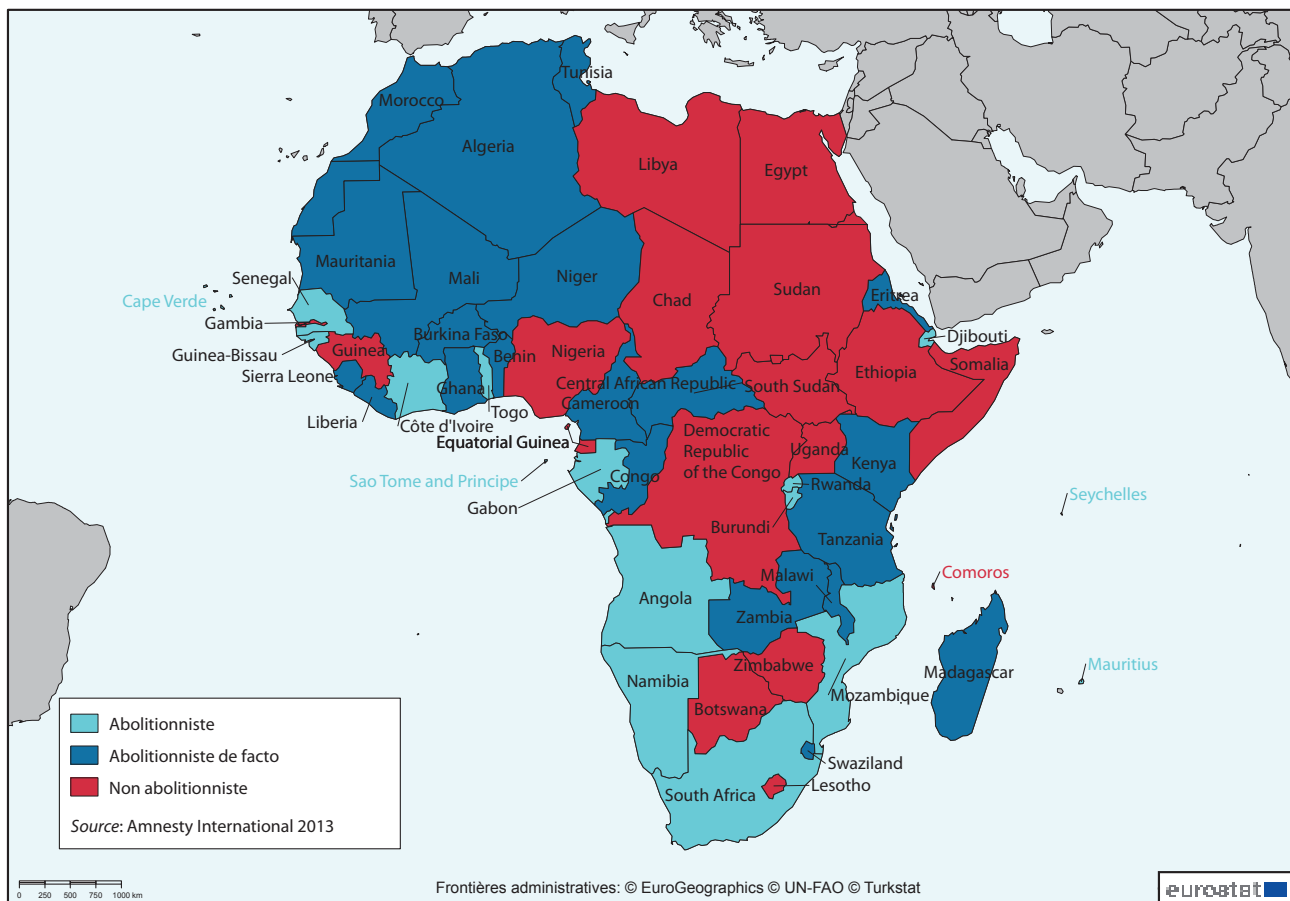 Tunisia
Morocco
Algeria
Libya
Egypt
Mauritania
Mali
Niger
Senegal
Cape Verde
Chad
Sudan
Eritrea
Gambia
Djibouti
Burkina Faso
Guinea-Bissau
Guinea
Benin
Nigeria
Ethiopia
Somalia
Sierra Leone
Ghana
Central African Republic
South Sudan
Cameroon
Togo
Liberia
Côte d'Ivoire
Equatorial Guinea
Democratic
Republic
of the Congo
Uganda
Kenya
Congo
Sao Tome and Principe
Rwanda
Gabon
Seychelles
Burundi
Tanzania
Comoros
Malawi
Angola
Zambia
Zimbabwe
Mauritius
Madagascar
Namibia
Mozambique
Botswana
Swaziland
Lesotho
South Africa
Abolitionniste
Abolitionniste de facto
Non abolitionniste
Source: Amnesty International 2013
0 250 500 750 1000 km
Frontières administratives: © EuroGeographics © UN-FAO © Turkstat
eurostat